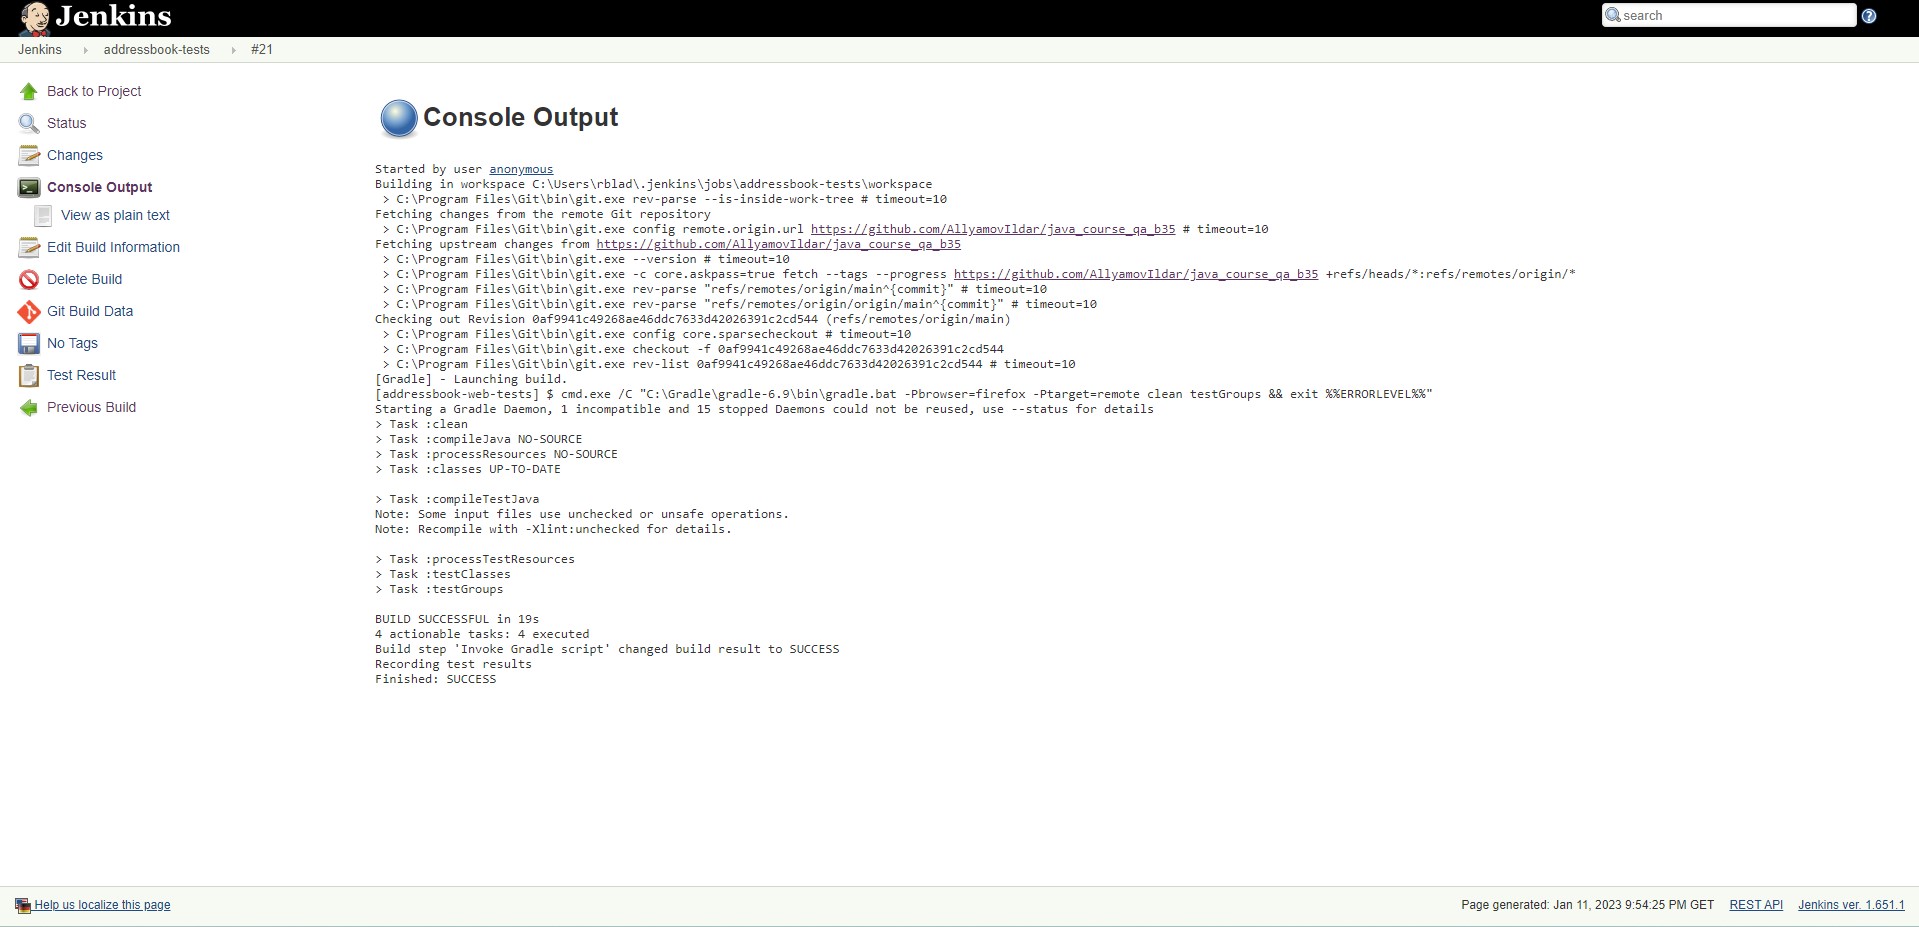 Jenkins
search
Jenkins addressbook-tests #21
Back to Project
Status
Changes
Console Output
View as plain text
Edit Build Information
Delete Build
Git Build Data
No Tags
Test Result
Previous Build
Console Output
Started by user anonymous
Building in workspace C:\Users\rblad\.jenkins\jobs\addressbook-tests\workspace
> C:\Program Files\Git\bin\git.exe rev-parse --is-inside-work-tree # timeout=10
Fetching changes from the remote Git repository
> C:\Program Files\Git\bin\git.exe config remote.origin.url https://github.com/AllyamovIldar/java_course_qa_b35 # timeout=10
Fetching upstream changes from https://github.com/AllyamovIldar/java_course_qa_b35
> C:\Program Files\Git\bin\git.exe --version # timeout=10
> C:\Program Files\Git\bin\git.exe -c core.askpass=true fetch --tags --progress https://github.com/AllyamovIldar/java_course_qa_b35 +refs/heads/*:refs/remotes/origin/*
> C:\Program Files\Git\bin\git.exe rev-parse "refs/remotes/origin/main^{commit}" # timeout=10
> C:\Program Files\Git\bin\git.exe rev-parse "refs/remotes/origin/origin/main^{commit}" # timeout=10
Checking out Revision 0af9941c49268ae46ddc7633d42026391c2cd544 (refs/remotes/origin/main)
> C:\Program Files\Git\bin\git.exe config core.sparsecheckout # timeout=10
> C:\Program Files\Git\bin\git.exe checkout -f 0af9941c49268ae46ddc7633d42026391c2cd544
> C:\Program Files\Git\bin\git.exe rev-list 0af9941c49268ae46ddc7633d42026391c2cd544 # timeout=10
[Gradle] - Launching build.
[addressbook-web-tests] $ cmd.exe /C "C:\Gradle\gradle-6.9\bin\gradle.bat -Pbrowser=firefox -Ptarget=remote clean testGroups && exit %%ERRORLEVEL%%"
Starting a Gradle Daemon, 1 incompatible and 15 stopped Daemons could not be reused, use --status for details
> Task :clean
> Task :compileJava NO-SOURCE
> Task :processResources NO-SOURCE
> Task :classes UP-TO-DATE
> Task :compileTestJava
Note: Some input files use unchecked or unsafe operations.
Note: Recompile with -Xlint:unchecked for details.
> Task :processTestResources
> Task :testClasses
> Task :testGroups
BUILD SUCCESSFUL in 19s
4 actionable tasks: 4 executed
Build step 'Invoke Gradle script' changed build result to SUCCESS
Recording test results
Finished: SUCCESS
Help us localize this page
Page generated: Jan 11, 2023 9:54:25 PM GET REST API Jenkins ver. 1.651.1